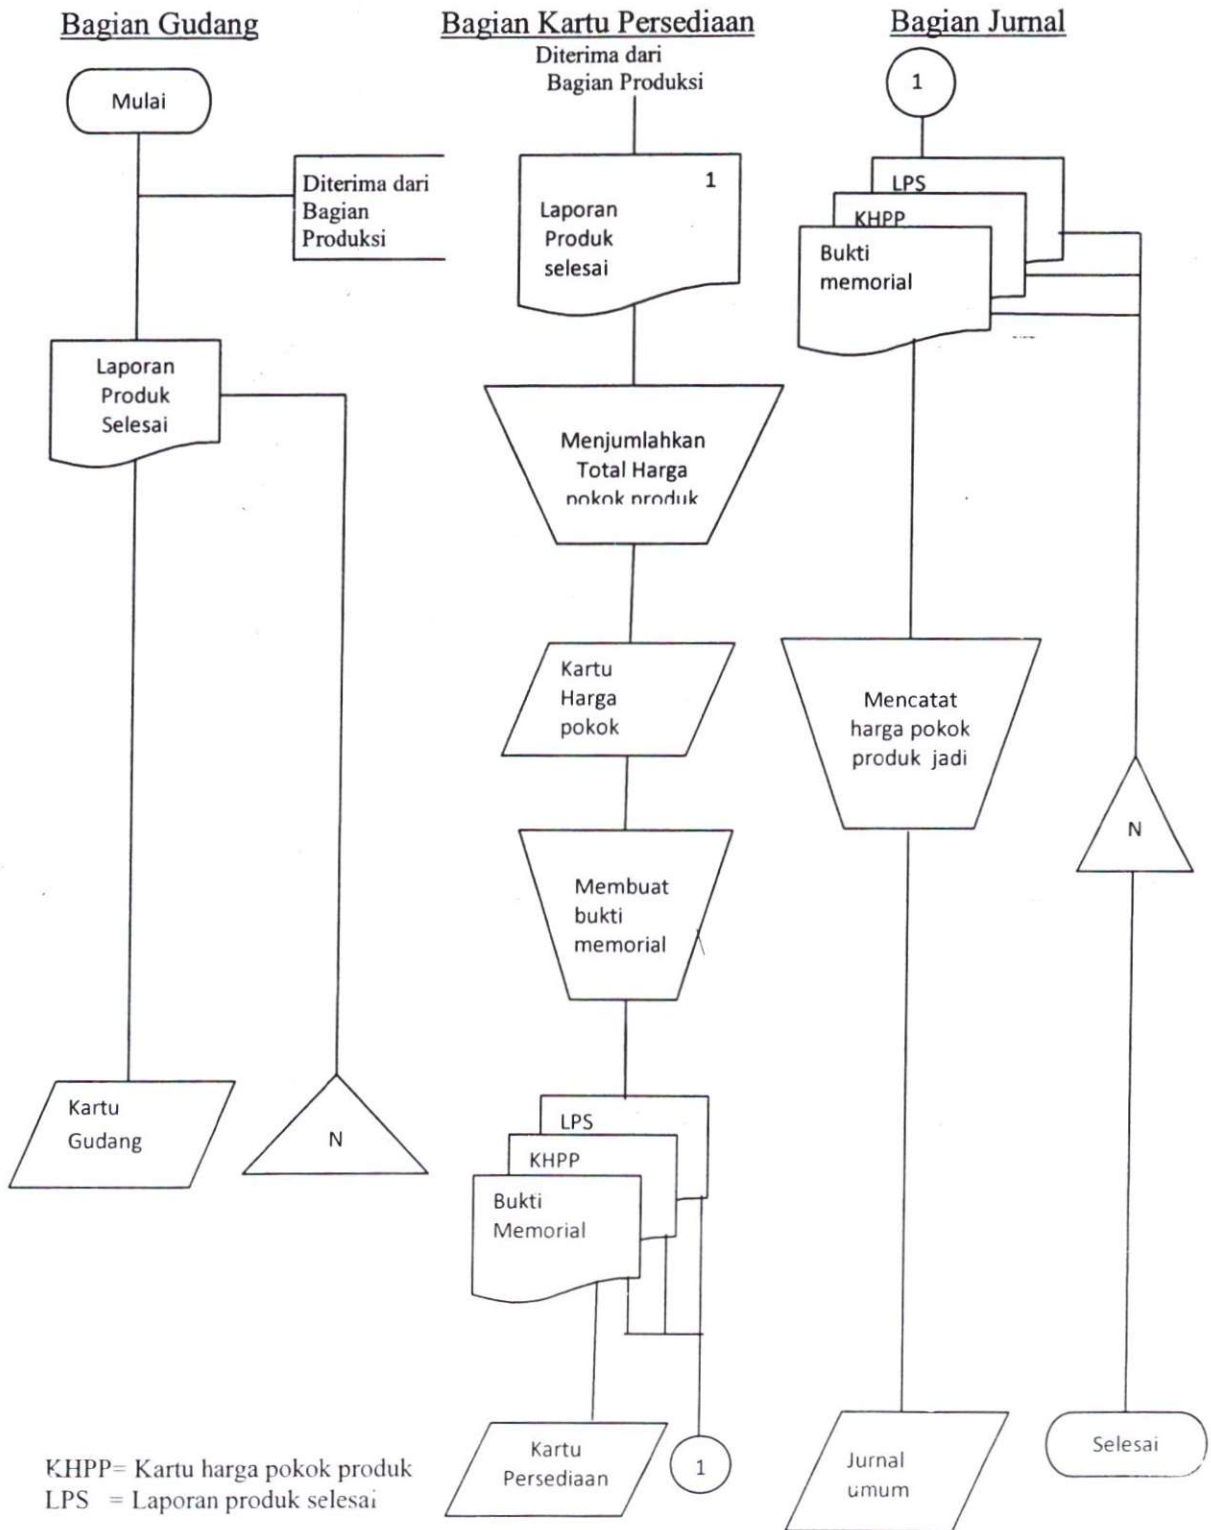 Bagian Gudang
Mulai
Diterima dari
Bagian
Produksi
Laporan
Produk
Selesai
Kartu
Gudang
N
Bagian Kartu Persediaan
Diterima dari
Bagian Produksi
1
Laporan
Produk
selesai
Menjumlahkan
Total Harga
pokok produk
Kartu
Harga
pokok
Membuat
bukti
memorial
LPS
KHPP
Bukti
Memorial
Kartu
Persediaan
1
Bagian Jurnal
1
LPS
KHPP
Bukti
memorial
Mencatat
harga pokok
produk jadi
N
Jurnal
umum
Selesai
KHPP= Kartu harga pokok produk
LPS = Laporan produk selesai